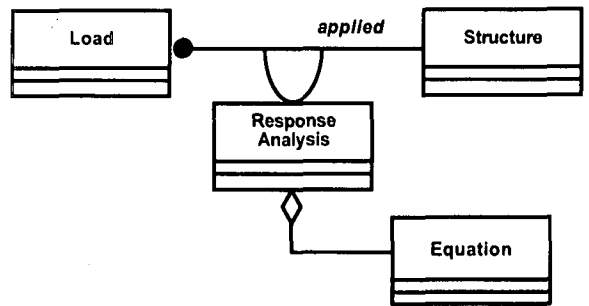 Load
applied
Structure
Response
Analysis
Equation